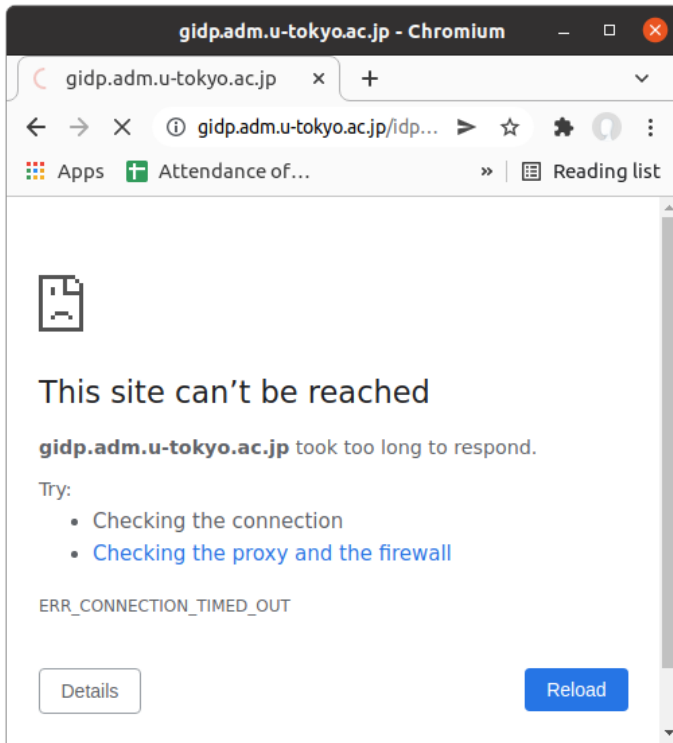 gidp.adm.u-tokyo.ac.jp - Chromium
gidp.adm.u-tokyo.ac.jp
gidp.adm.u-tokyo.ac.jp/idp...
Apps Attendance of... » Reading list
This site can't be reached
gidp.adm.u-tokyo.ac.jp took too long to respond.
Try:
• Checking the connection
• Checking the proxy and the firewall
ERR_CONNECTION_TIMED_OUT
Details Reload